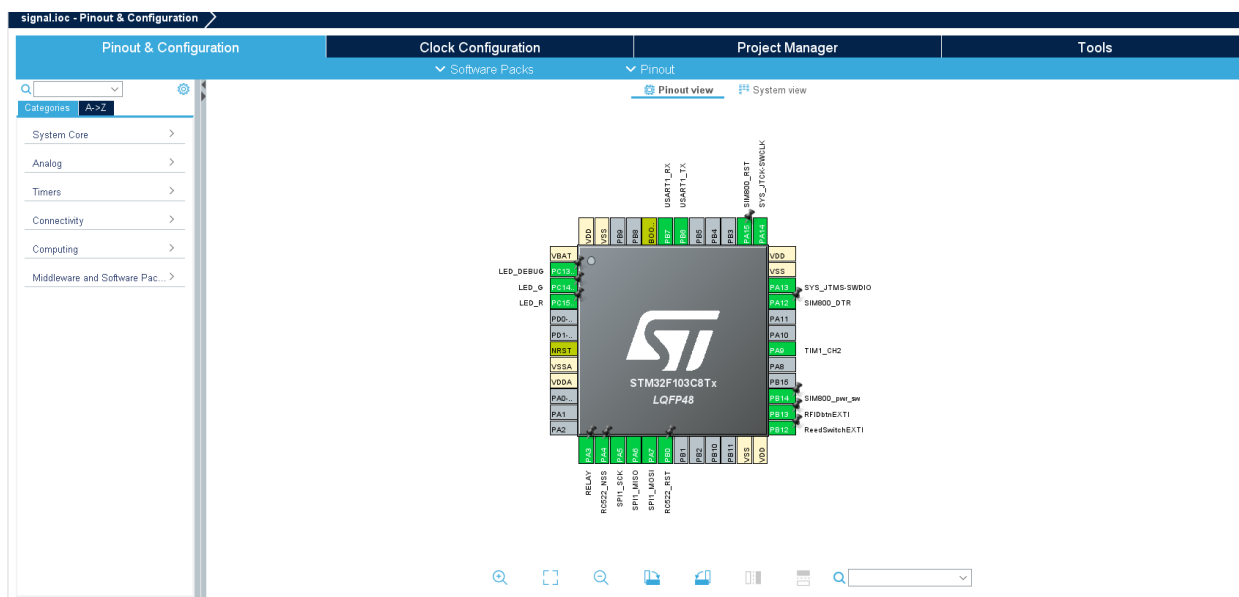 signal.ioc - Pinout & Configuration
Pinout & Configuration
Clock Configuration
Project Manager
Tools
Software Packs
Pinout
Categories
A->Z
System Core
Analog
Timers
Connectivity
Computing
Middleware and Software Pac...
Pinout view
System view
USART1_RX
USART1_TX
SIM800_RST
SYS_JTCK-SWCLK
VDD
VSS
PB9
PB8
BOO..
PB7
PB6
PB5
PB4
PB3
PA15
PA14
VBAT
LED_DEBUG PC13..
LED_G PC14..
LED_R PC15..
PD0-..
PD1-..
NRST
VSSA
VDDA
PA0-..
PA1
PA2
VDD
VSS
PA13 SYS_JTMS-SWDIO
PA12 SIM800_DTR
PA11
PA10
PA9 TIM1_CH2
PA8
PB15
PB14 SIM800_pwr_sw
PB13 RFIDbtnEXTI
PB12 ReedSwitchEXTI
ST
STM32F103C8Tx
LQFP48
PA3
PA4
PA5
PA6
PA7
PB0
PB1
PB2
PB10
PB11
VSS
VDD
RELAY
RC522_NSS
SPI1_SCK
SPI1_MISO
SPI1_MOSI
RC522_RST